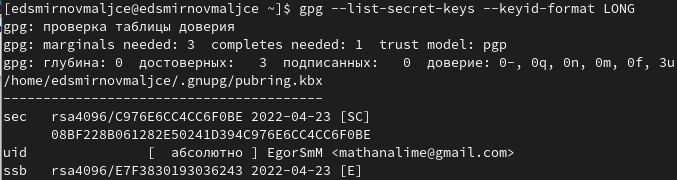 [edsmirnovmaljce@edsmirnovmaljce ~]$ gpg --list-secret-keys --keyid-format LONG
gpg: проверка таблицы доверия
gpg: marginals needed: 3  completes needed: 1  trust model: pgp
gpg: глубина: 0  достоверных:   3  подписанных:   0  доверие: 0-, 0q, 0n, 0m, 0f, 3u
/home/edsmirnovmaljce/.gnupg/pubring.kbx
----------------------------------------
sec   rsa4096/C976E6CC4CC6F0BE 2022-04-23 [SC]
      08BF228B061282E50241D394C976E6CC4CC6F0BE
uid              [  абсолютно ] EgorSmM <mathanalime@gmail.com>
ssb   rsa4096/E7F3830193036243 2022-04-23 [E]